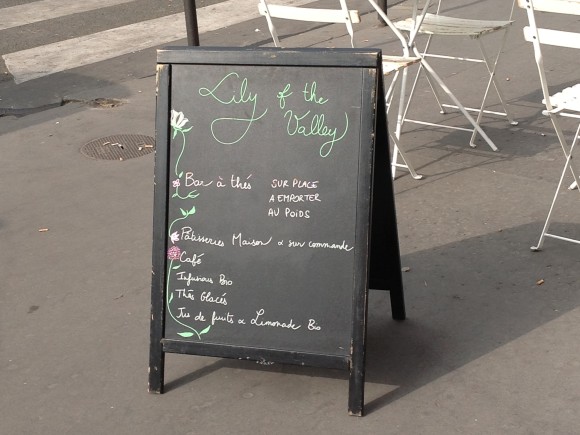 Lily of the
Valley
Bar à thés
SUR PLACE
A EMPORTER
AU POIDS
Pâtisseries Maison & sur commande
Café
Infusions Bio
Thés Glacés
Jus de fruits & Limonade Bio